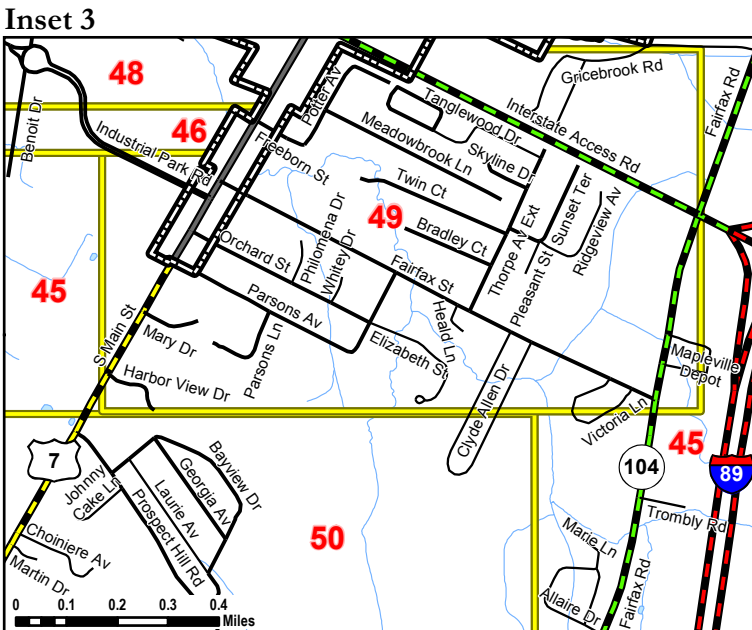 Inset 3
48
Gricebrook Rd
Fairfax Rd
Potter Av
Benoit Dr
Tanglewood Dr
Interstate Access Rd
46
Industrial Park Rd
Freeborn St
Meadowbrook Ln
Skyline Dr
Twin Ct
49
Bradley Ct
Thorpe Av Ext
Sunset Ter
Ridgeview Av
Pleasant St
Orchard St
Philomena Dr
Whitey Dr
Fairfax St
45
Parsons Av
S Main St
Mary Dr
Parsons Ln
Heald Ln
Elizabeth St
Mapleville
Depot
Harbor View Dr
Clyde Allen Dr
Victoria Ln
45
7
104
89
Johnny
Cake Ln
Bayview Dr
Georgia Av
Laurie Av
Prospect Hill Rd
50
Trombly Rd
Choiniere Av
Martin Dr
Marie Ln
Allaire Dr
Fairfax Rd
0 0.1 0.2 0.3 0.4
Miles